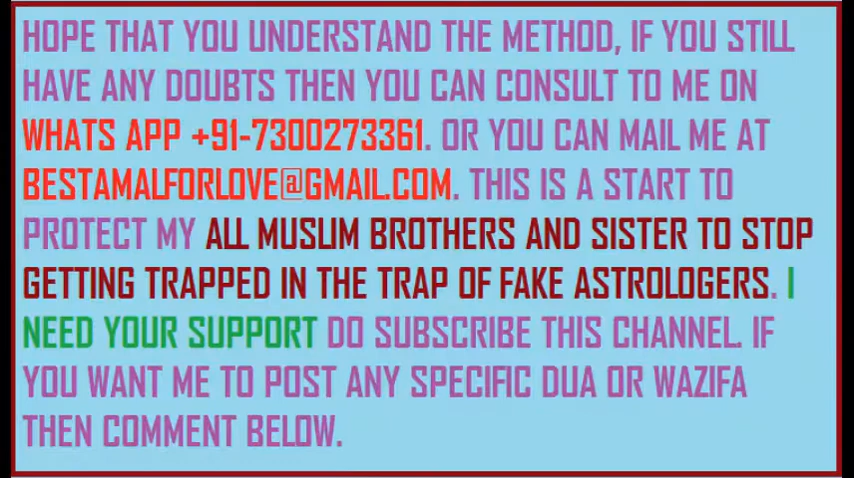 HOPE THAT YOU UNDERSTAND THE METHOD, IF YOU STILL
HAVE ANY DOUBTS THEN YOU CAN CONSULT TO ME ON
WHATS APP +91-7300273361. OR YOU CAN MAIL ME AT
BESTAMALFORLOVE@GMAIL.COM. THIS IS A START TO
PROTECT MY ALL MUSLIM BROTHERS AND SISTER TO STOP
GETTING TRAPPED IN THE TRAP OF FAKE ASTROLOGERS. I
NEED YOUR SUPPORT DO SUBSCRIBE THIS CHANNEL. IF
YOU WANT ME TO POST ANY SPECIFIC DUA OR WAZIFA
THEN COMMENT BELOW.